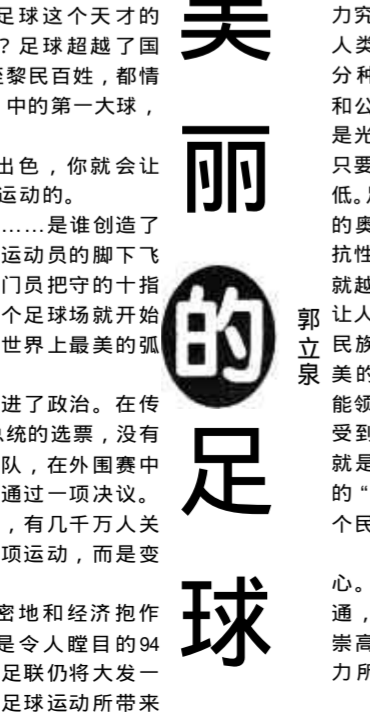 足球这个天才的
？足球超越了国
黎民百姓，都情
中的第一大球，
出色，你就会让
运动的。
……是谁创造了
运动员的脚下飞
门员把守的十指
个足球场就开始
世界上最美的弧
进了政治。在传
统的选票，没有
队，在外围赛中
通过一项决议。
，有几千万人关
项运动，而是变
密地和经济抱作
是令人瞠目的94
足联仍将大发一
足球运动所带来
美丽的足球
郭立泉
力究
人类
分种
和公
是光
只要
低。
的奥
抗性
就越
让人
民族
美的
能领
受到
就是
的“
个民
心。
通，
崇高
力所